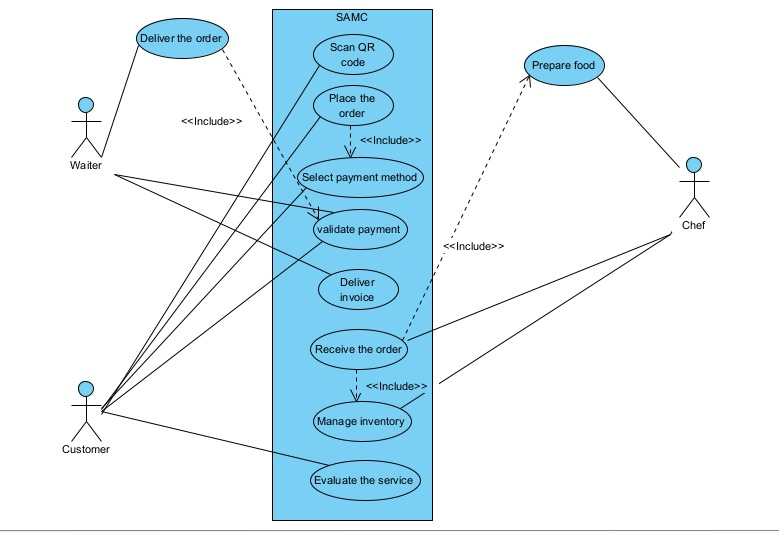 SAMC
Deliver the order
Scan QR
code
Prepare food
Place the
order
<<Include>>
<<Include>>
Waiter
Select payment method
validate payment
Chef
<<Include>>
Deliver
invoice
Receive the order
<<Include>>
Manage inventory
Customer
Evaluate the service